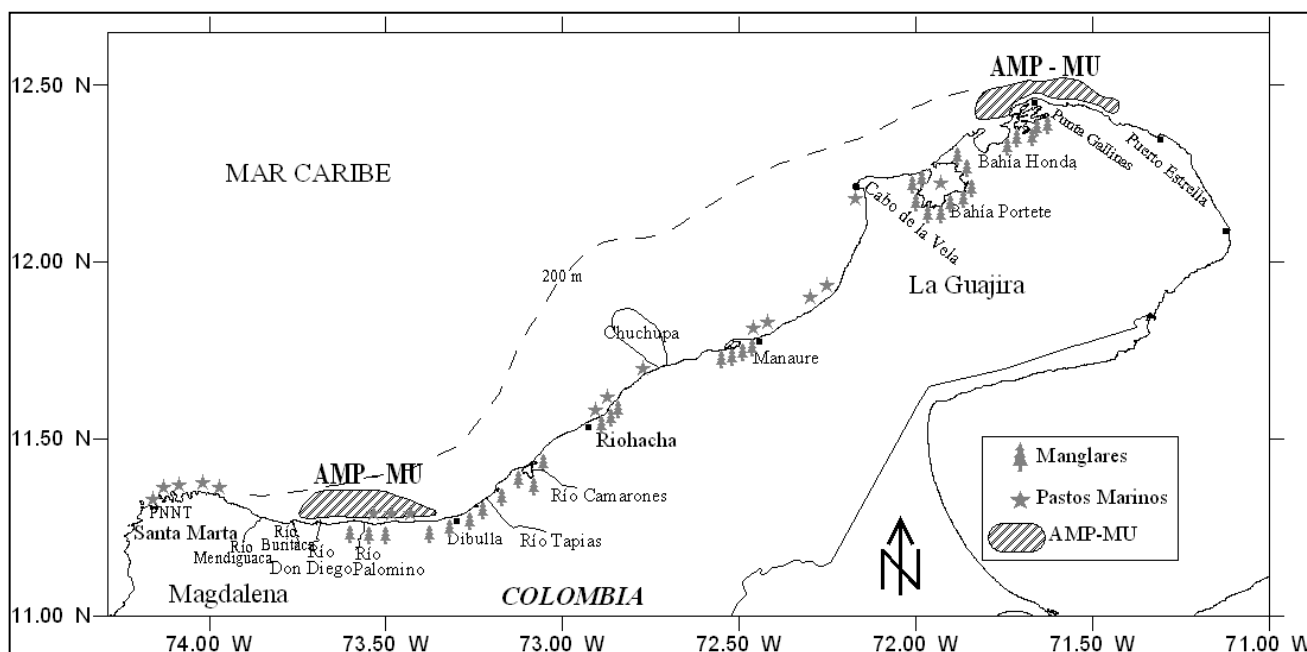 12.50 N
12.00 N
11.50 N
11.00 N
AMP - MU
Punta Gallinas
Puerto Estrella
Bahía Honda
MAR CARIBE
Cabo de la Vela
Bahía Portete
200 m
La Guajira
Chuchupa
Manaure
Riohacha
AMP - MU
Río Camarones
PNNT
Santa Marta
Río Mendiguaca
Río Buritaca
Río Don Diego
Río Palomino
Dibulla
Río Tapias
Magdalena
COLOMBIA
Manglares
Pastos Marinos
AMP-MU
N
74.00 W
73.50 W
73.00 W
72.50 W
72.00 W
71.50 W
71.00 W